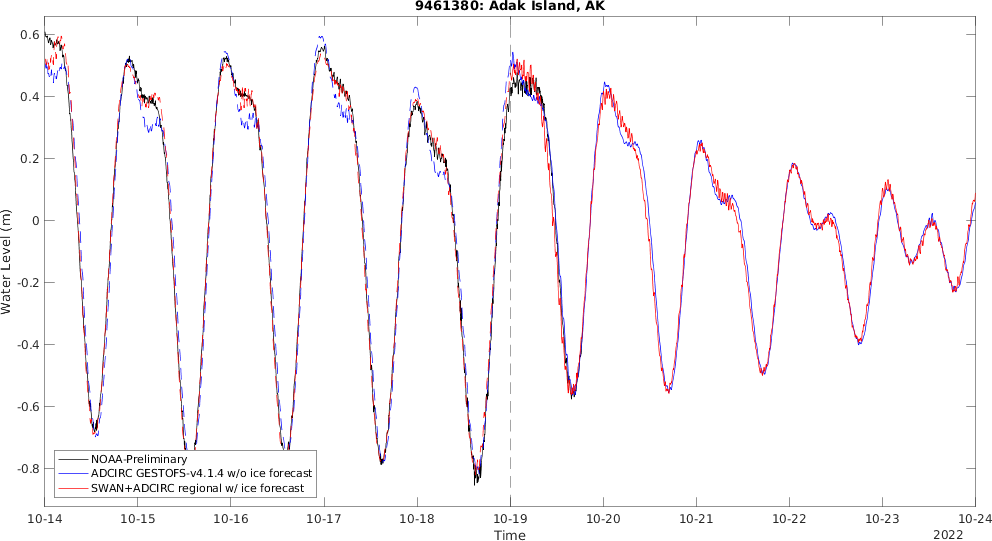 9461380: Adak Island, AK
0.6
0.4
0.2
0
-0.2
-0.4
-0.6
-0.8
Water Level (m)
NOAA-Preliminary
ADCIRC GESTOFS-v4.1.4 w/o ice forecast
SWAN+ADCIRC regional w/ ice forecast
10-14 10-15 10-16 10-17 10-18 10-19 10-20 10-21 10-22 10-23 10-24
Time
2022